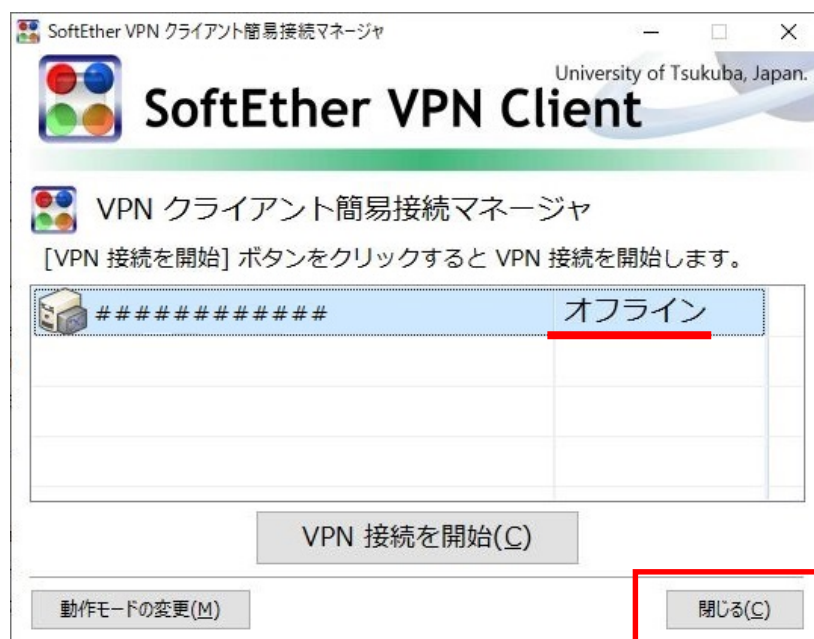 SoftEther VPN クライアント簡易接続マネージャ
University of Tsukuba, Japan.
SoftEther VPN Client
VPN クライアント簡易接続マネージャ
[VPN 接続を開始] ボタンをクリックすると VPN 接続を開始します。
############ オフライン
VPN 接続を開始(C)
動作モードの変更(M) 閉じる(C)